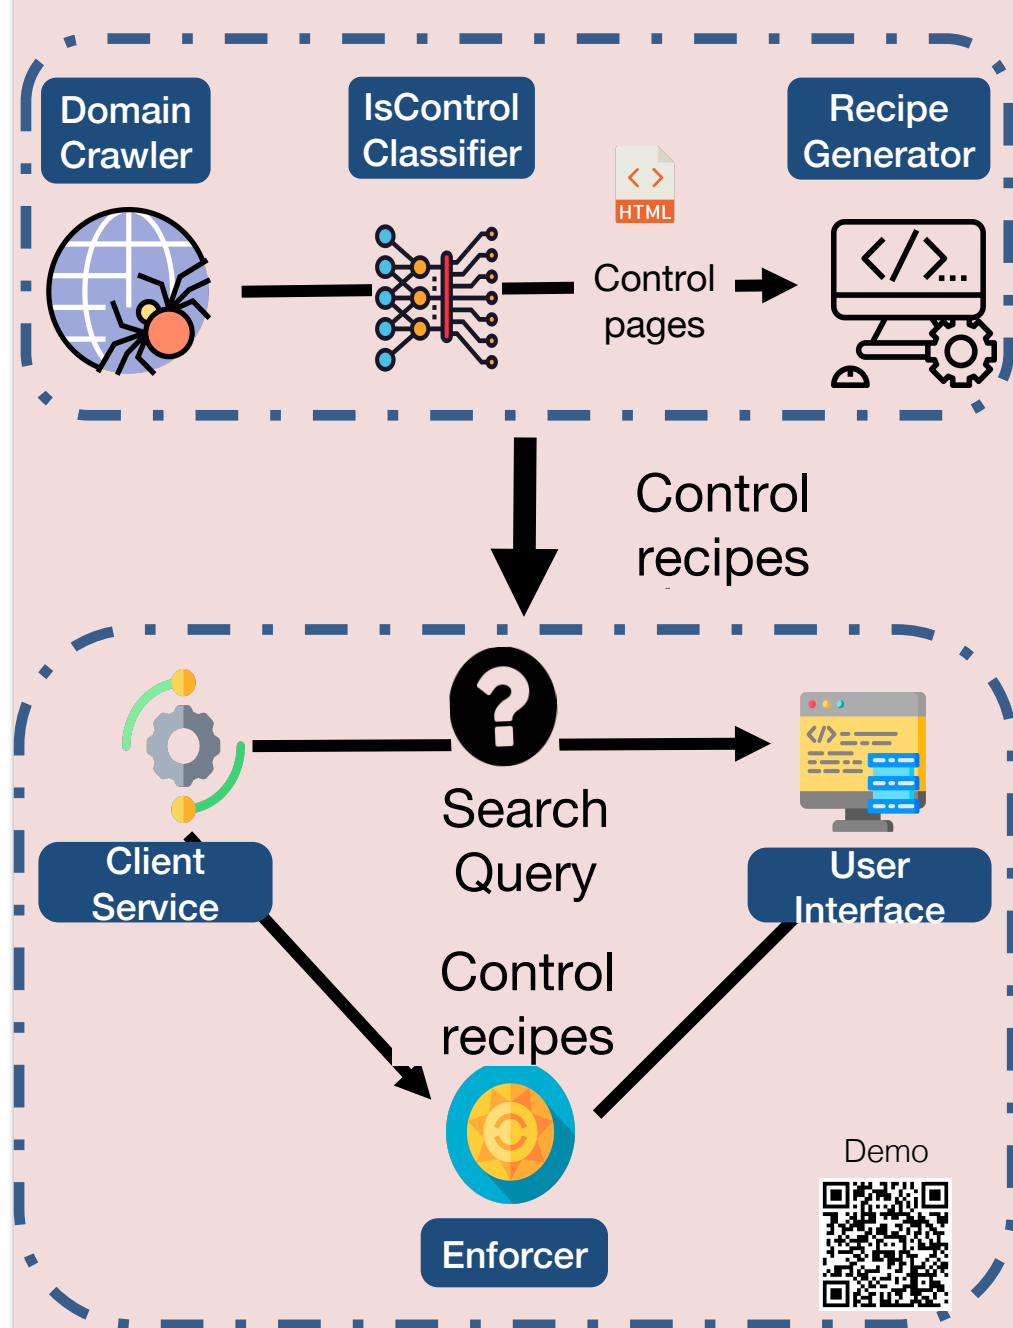 Domain
Crawler
IsControl
Classifier
Recipe
Generator
HTML
Control
pages
Control
recipes
Search
Query
Client
Service
User
Interface
Control
recipes
Enforcer
Demo